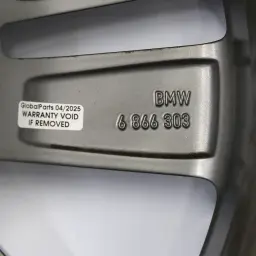 GlobalParts 04/2025
WARRANTY VOID
IF REMOVED
BMW
6 866 303